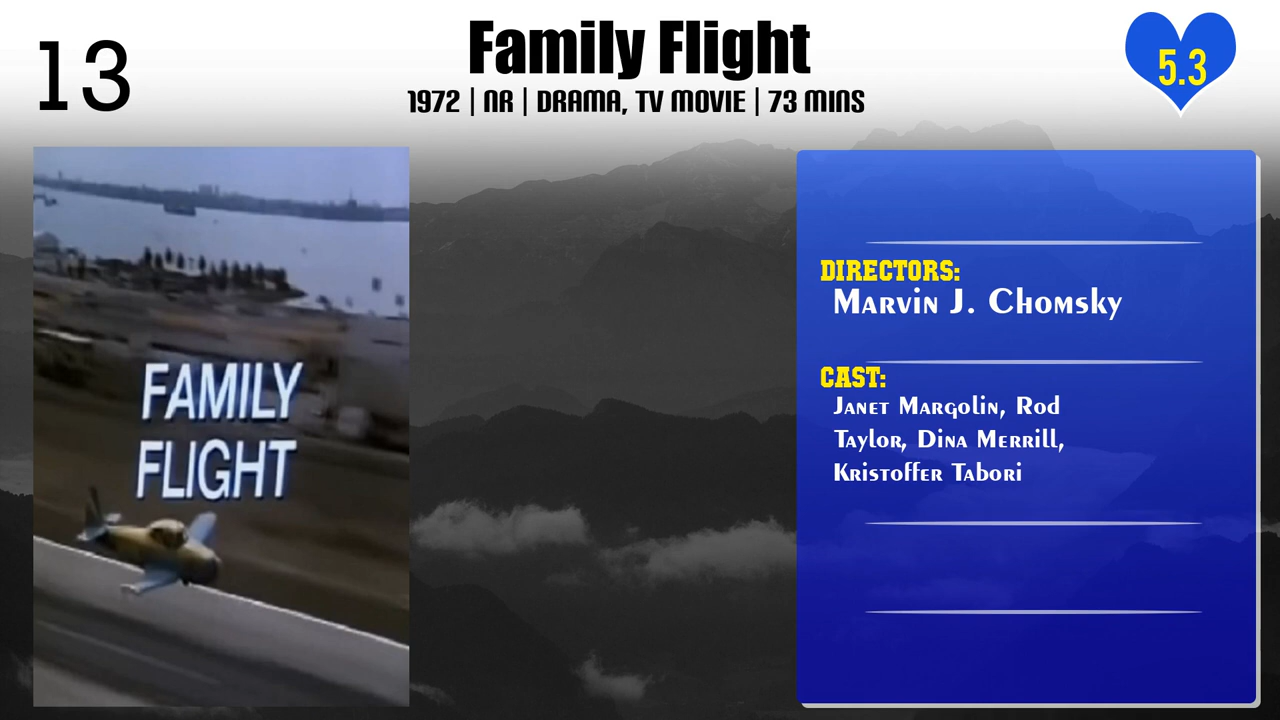 13
Family Flight
1972 | NR | DRAMA, TV MOVIE | 73 MINS
5.3
FAMILY
FLIGHT
DIRECTORS:
Marvin J. Chomsky
CAST:
Janet Margolin, Rod
Taylor, Dina Merrill,
Kristoffer Tabori